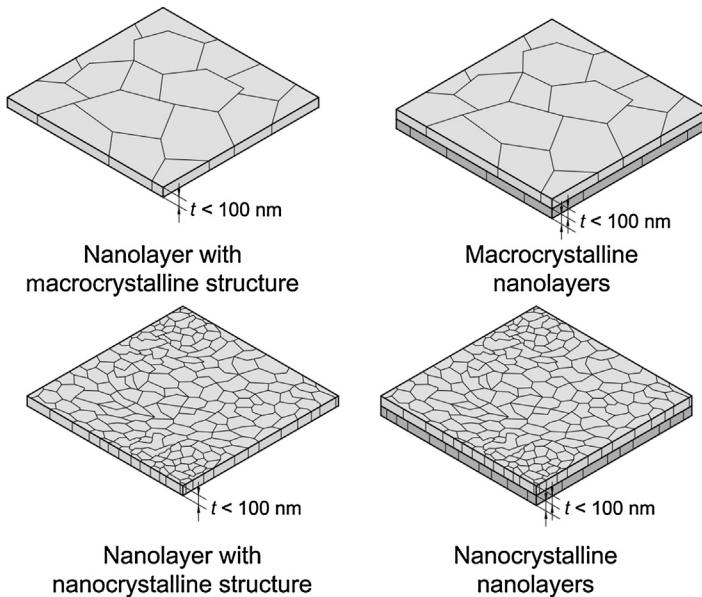 t < 100 nm
t < 100 nm
Nanolayer with
macrocrystalline structure
Macrocrystalline
nanolayers
t < 100 nm
t < 100 nm
Nanolayer with
nanocrystalline structure
Nanocrystalline
nanolayers